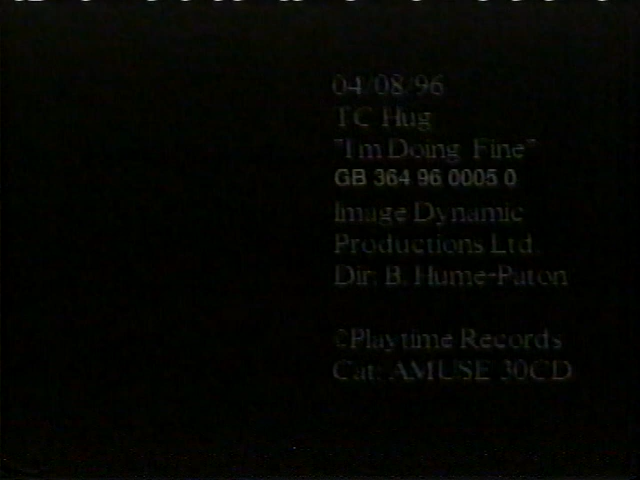 04/08/96
TC Hug
"I'm Doing Fine"
GB 364 96 0005 0
Image Dynamic
Productions Ltd.
Dir: B. Hume-Paton
©Playtime Records
Cat: AMUSE 30CD